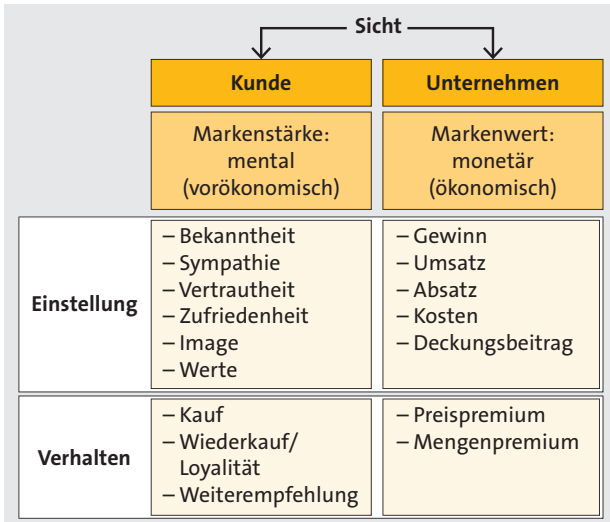 Sicht
Kunde
Unternehmen
Markenstärke:
mental
(vorökonomisch)
Markenwert:
monetär
(ökonomisch)
Einstellung
– Bekanntheit
– Sympathie
– Vertrautheit
– Zufriedenheit
– Image
– Werte
– Gewinn
– Umsatz
– Absatz
– Kosten
– Deckungsbeitrag
Verhalten
– Kauf
– Wiederkauf/
Loyalität
– Weiterempfehlung
– Preispremium
– Mengenpremium